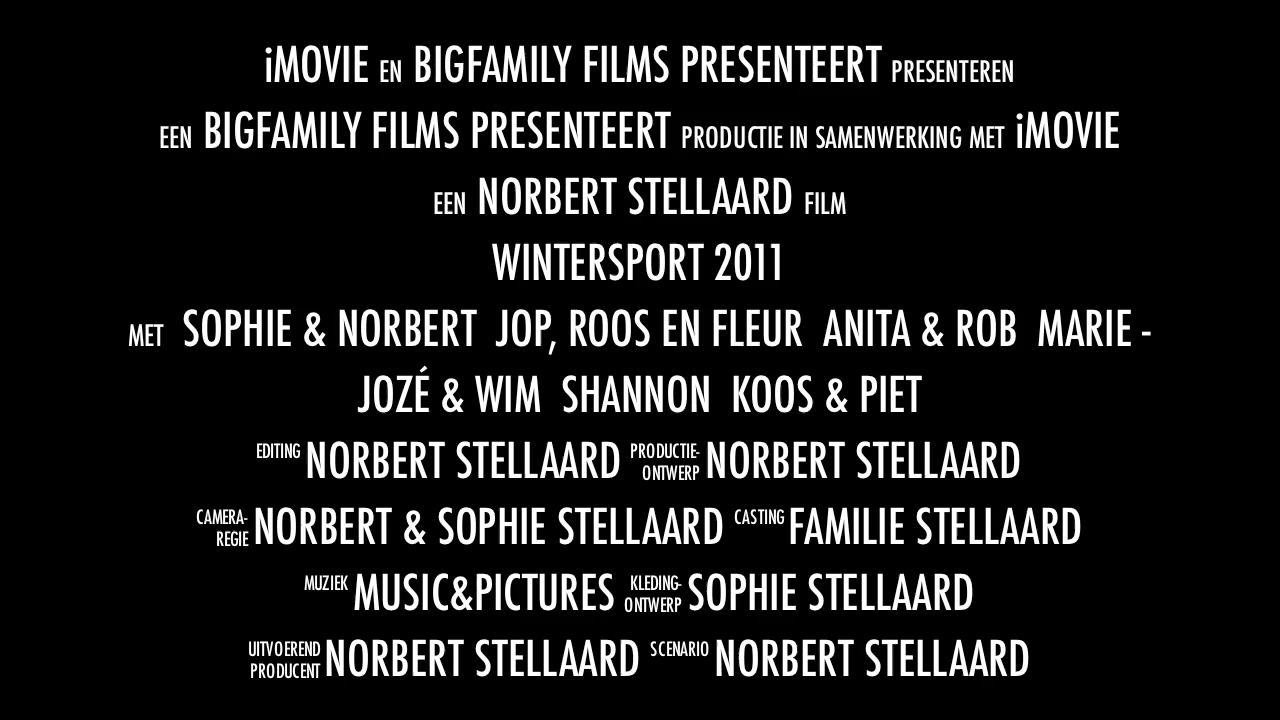 iMOVIE EN BIGFAMILY FILMS PRESENTEERT PRESENTEREN
EEN BIGFAMILY FILMS PRESENTEERT PRODUCTIE IN SAMENWERKING MET iMOVIE
EEN NORBERT STELLAARD FILM
WINTERSPORT 2011
MET SOPHIE & NORBERT JOP, ROOS EN FLEUR ANITA & ROB MARIE -
JOZÉ & WIM SHANNON KOOS & PIET
EDITING NORBERT STELLAARD PRODUCTIE-ONTWERP NORBERT STELLAARD
CAMERA-REGIE NORBERT & SOPHIE STELLAARD CASTING FAMILIE STELLAARD
MUZIEK MUSIC&PICTURES KLEDING-ONTWERP SOPHIE STELLAARD
UITVOEREND PRODUCENT NORBERT STELLAARD SCENARIO NORBERT STELLAARD